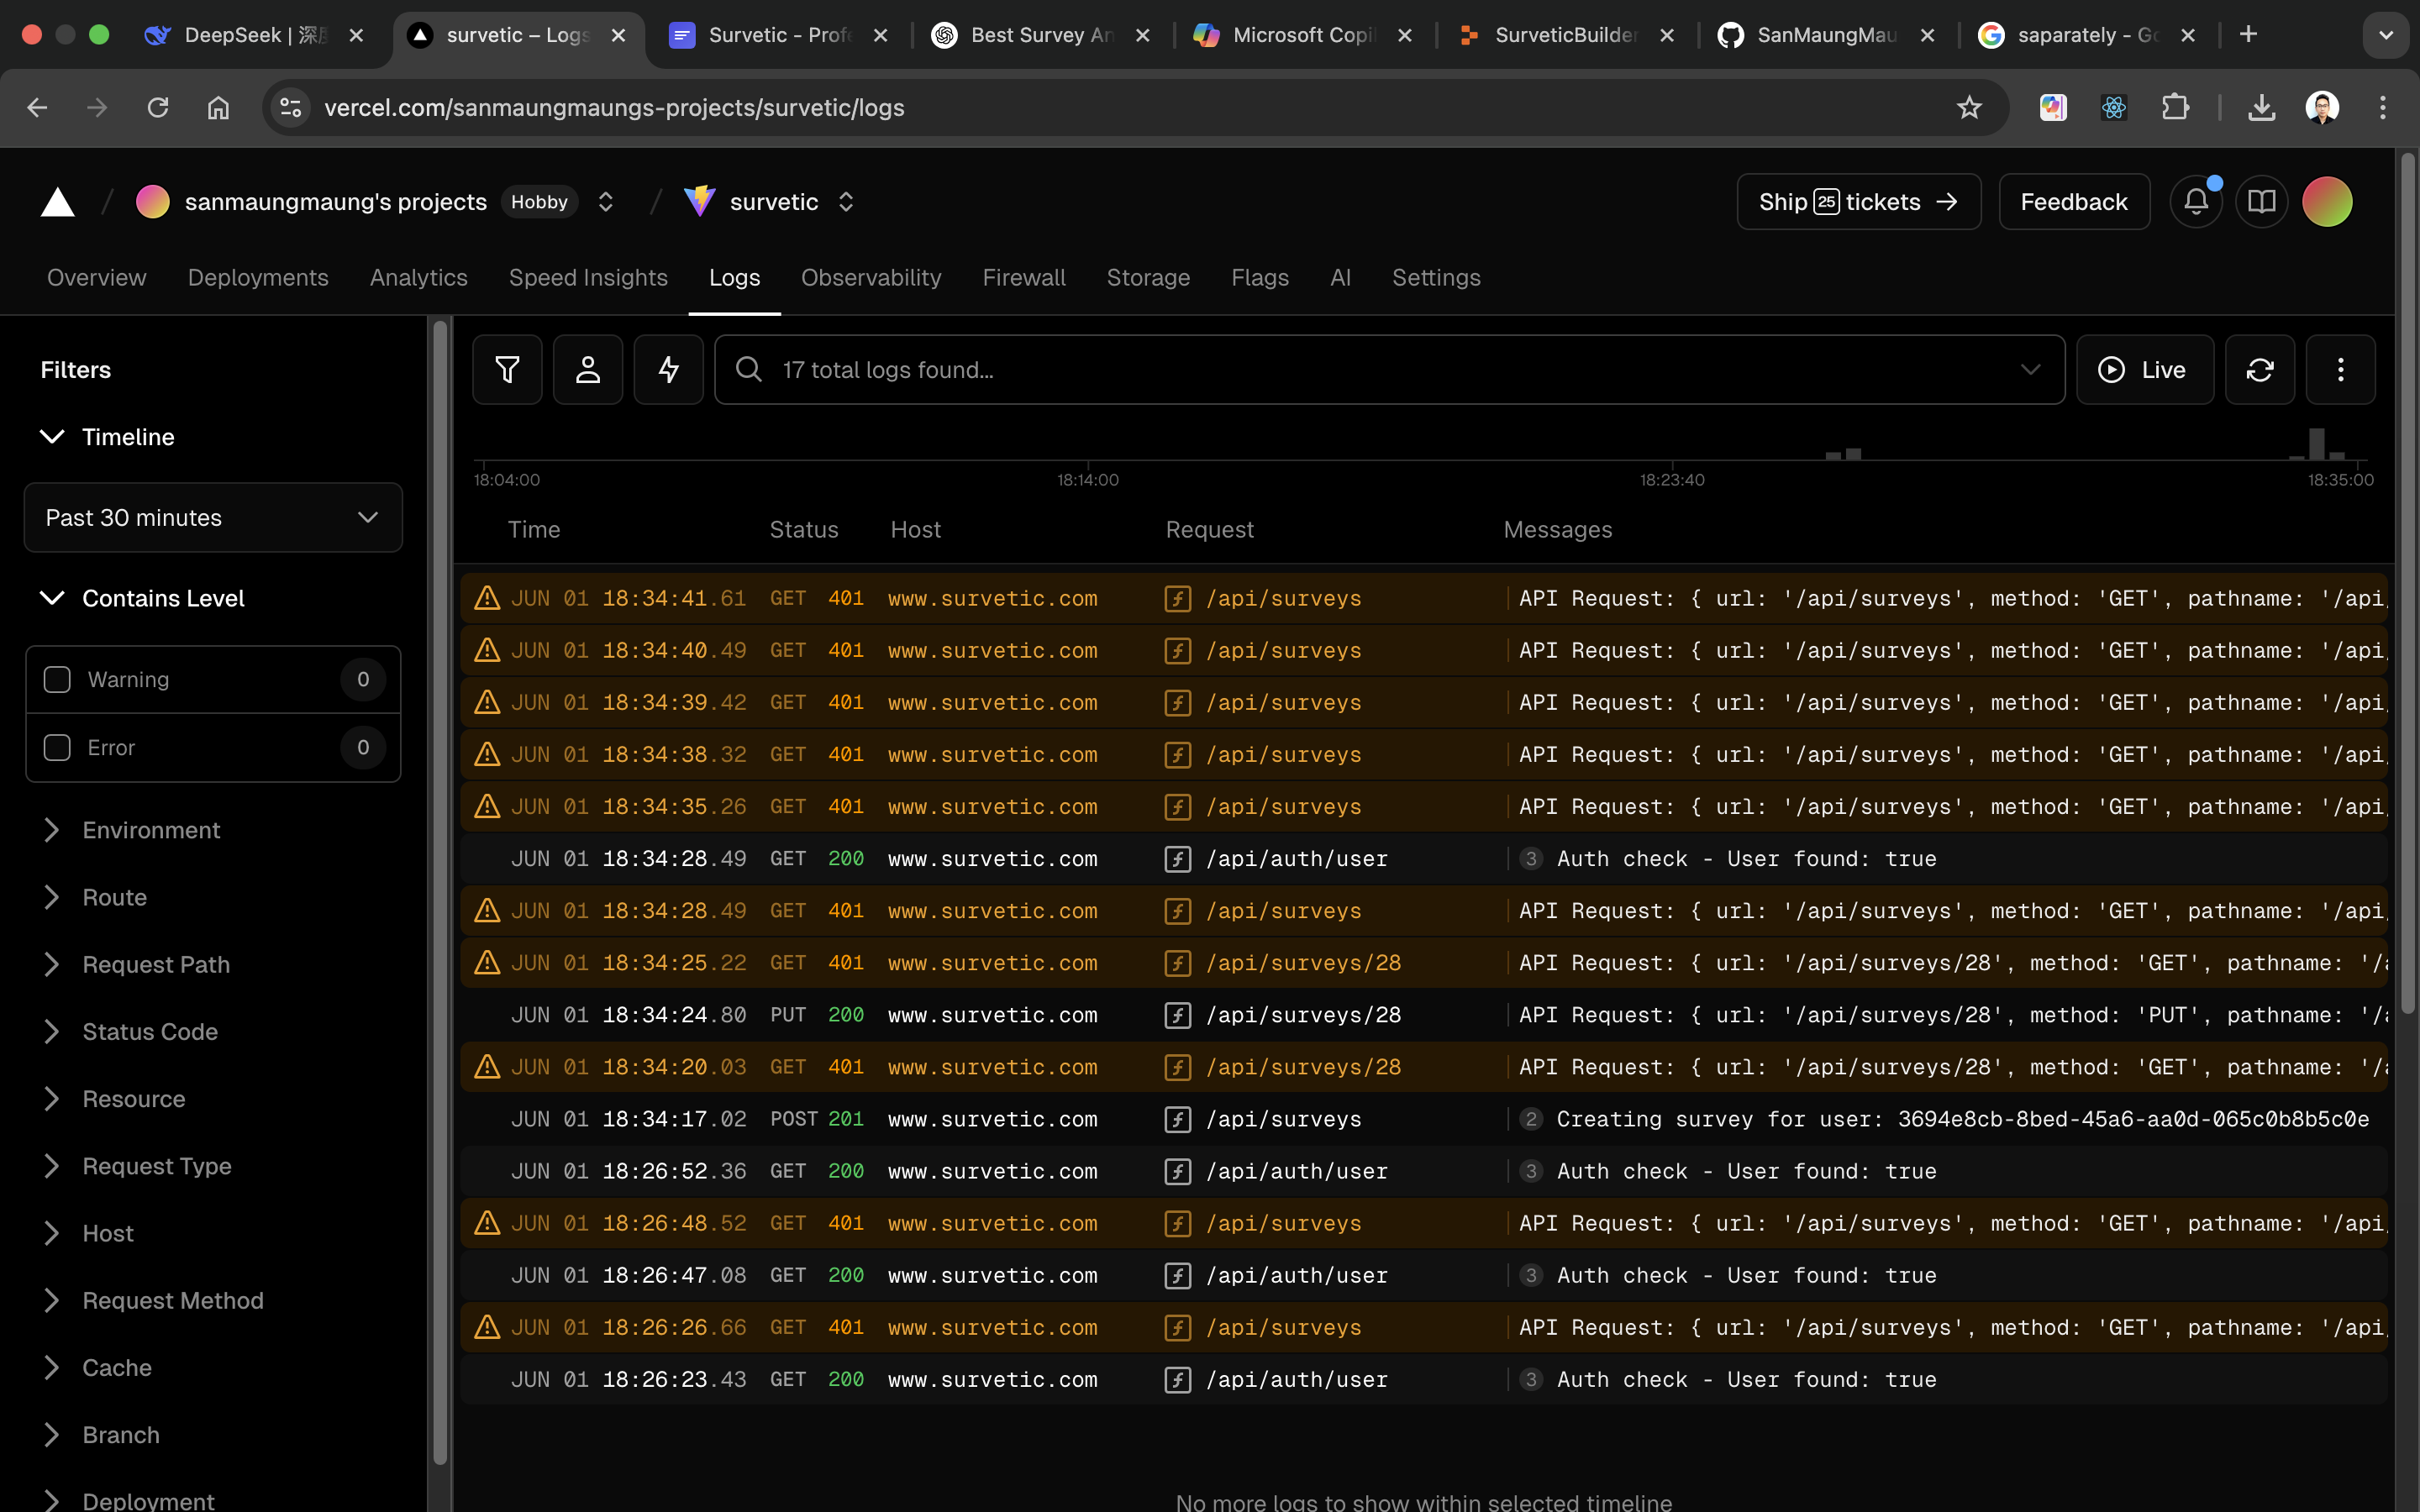 DeepSeek | 深度
survetic – Logs
Survetic - Profe
Best Survey An
Microsoft Copil
SurveticBuilder
SanMaungMau
saparately - Go
vercel.com/sanmaungmaungs-projects/survetic/logs
sanmaungmaung's projects Hobby / survetic
Ship 25 tickets →
Feedback
Overview Deployments Analytics Speed Insights Logs Observability Firewall Storage Flags AI Settings
Filters
Timeline
Past 30 minutes
Contains Level
Warning 0
Error 0
Environment
Route
Request Path
Status Code
Resource
Request Type
Host
Request Method
Cache
Branch
Deployment
17 total logs found...
Live
18:04:00 18:14:00 18:23:40 18:35:00
Time Status Host Request Messages
JUN 01 18:34:41.61 GET 401 www.survetic.com /api/surveys API Request: { url: '/api/surveys', method: 'GET', pathname: '/api,
JUN 01 18:34:40.49 GET 401 www.survetic.com /api/surveys API Request: { url: '/api/surveys', method: 'GET', pathname: '/api,
JUN 01 18:34:39.42 GET 401 www.survetic.com /api/surveys API Request: { url: '/api/surveys', method: 'GET', pathname: '/api,
JUN 01 18:34:38.32 GET 401 www.survetic.com /api/surveys API Request: { url: '/api/surveys', method: 'GET', pathname: '/api,
JUN 01 18:34:35.26 GET 401 www.survetic.com /api/surveys API Request: { url: '/api/surveys', method: 'GET', pathname: '/api,
JUN 01 18:34:28.49 GET 200 www.survetic.com /api/auth/user 3 Auth check - User found: true
JUN 01 18:34:28.49 GET 401 www.survetic.com /api/surveys API Request: { url: '/api/surveys', method: 'GET', pathname: '/api,
JUN 01 18:34:25.22 GET 401 www.survetic.com /api/surveys/28 API Request: { url: '/api/surveys/28', method: 'GET', pathname: '/a
JUN 01 18:34:24.80 PUT 200 www.survetic.com /api/surveys/28 API Request: { url: '/api/surveys/28', method: 'PUT', pathname: '/a
JUN 01 18:34:20.03 GET 401 www.survetic.com /api/surveys/28 API Request: { url: '/api/surveys/28', method: 'GET', pathname: '/a
JUN 01 18:34:17.02 POST 201 www.survetic.com /api/surveys 2 Creating survey for user: 3694e8cb-8bed-45a6-aa0d-065c0b8b5c0e
JUN 01 18:26:52.36 GET 200 www.survetic.com /api/auth/user 3 Auth check - User found: true
JUN 01 18:26:48.52 GET 401 www.survetic.com /api/surveys API Request: { url: '/api/surveys', method: 'GET', pathname: '/api,
JUN 01 18:26:47.08 GET 200 www.survetic.com /api/auth/user 3 Auth check - User found: true
JUN 01 18:26:26.66 GET 401 www.survetic.com /api/surveys API Request: { url: '/api/surveys', method: 'GET', pathname: '/api,
JUN 01 18:26:23.43 GET 200 www.survetic.com /api/auth/user 3 Auth check - User found: true
No more logs to show within selected timeline